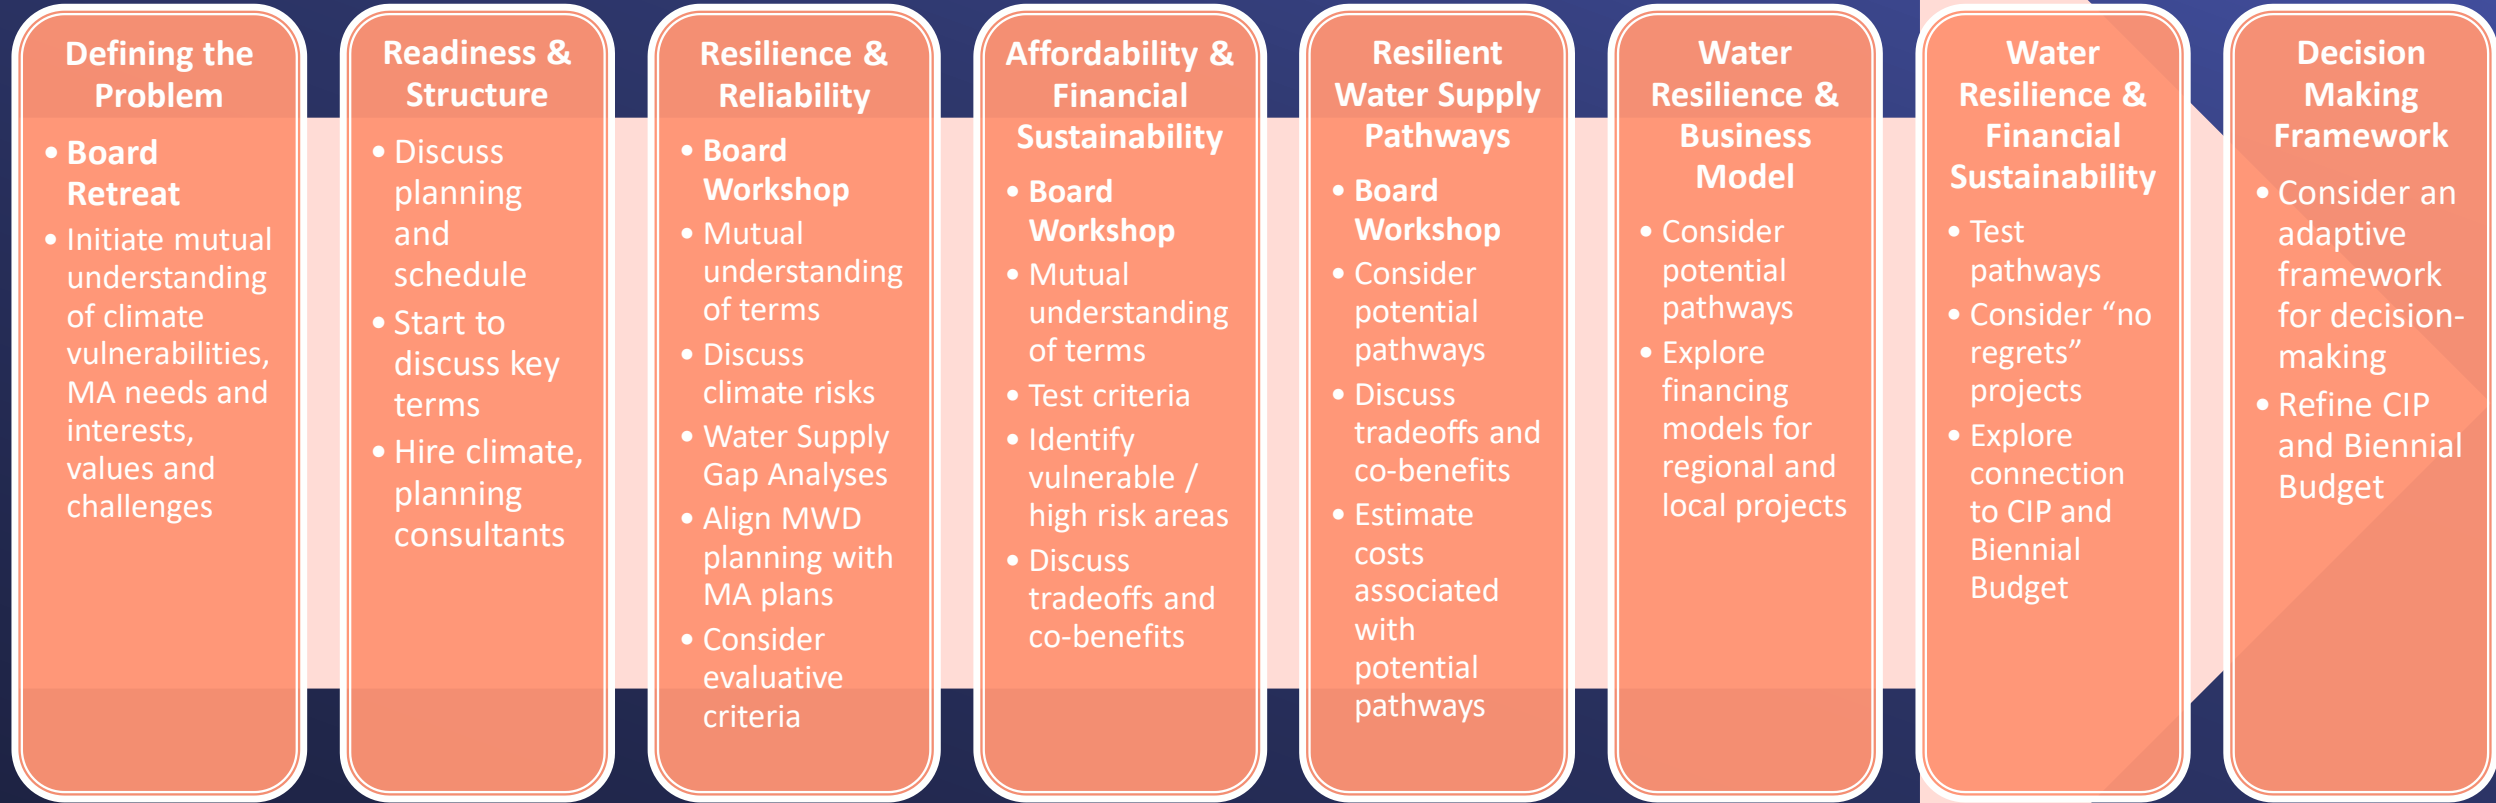 Defining the
Problem
• Board
Retreat
• Initiate mutual
understanding
of climate
vulnerabilities,
MA needs and
interests,
values and
challenges
Readiness &
Structure
• Discuss
planning
and
schedule
• Start to
discuss key
terms
• Hire climate,
planning
consultants
Resilience &
Reliability
• Board
Workshop
• Mutual
understanding
of terms
• Discuss
climate risks
• Water Supply
Gap Analyses
• Align MWD
planning with
MA plans
• Consider
evaluative
criteria
Affordability &
Financial
Sustainability
• Board
Workshop
• Mutual
understanding
of terms
• Test criteria
• Identify
vulnerable /
high risk areas
• Discuss
tradeoffs and
co-benefits
Resilient
Water Supply
Pathways
• Board
Workshop
• Consider
potential
pathways
• Discuss
tradeoffs and
co-benefits
• Estimate
costs
associated
with
potential
pathways
Water
Resilience &
Business
Model
• Consider
potential
pathways
• Explore
financing
models for
regional and
local projects
Water
Resilience &
Financial
Sustainability
• Test
pathways
• Consider “no
regrets”
projects
• Explore
connection
to CIP and
Biennial
Budget
Decision
Making
Framework
• Consider an
adaptive
framework
for decision-
making
• Refine CIP
and Biennial
Budget